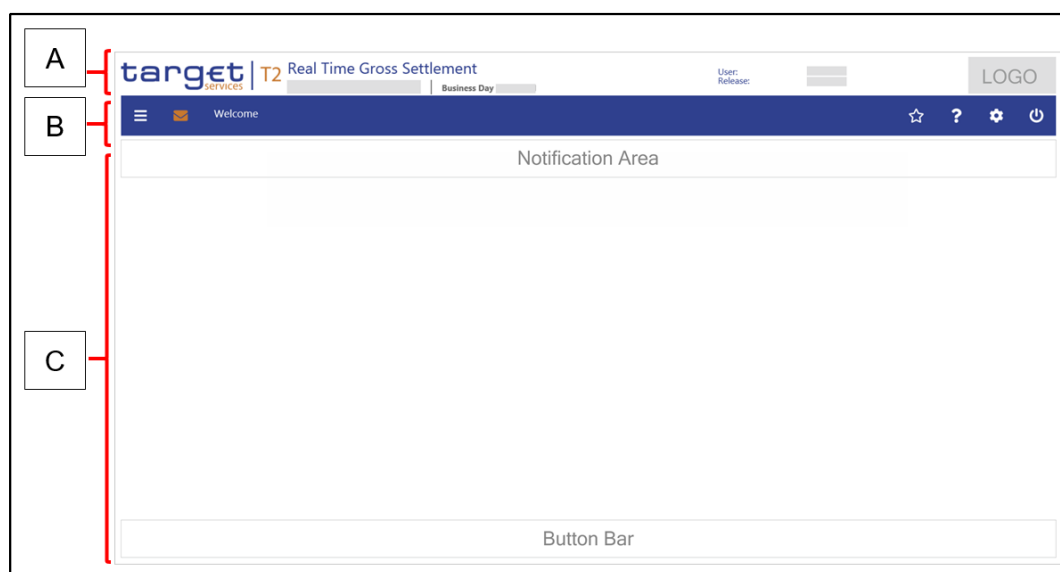 A
target services | T2 Real Time Gross Settlement
Business Day
User:
Release:
LOGO
B
Welcome
?
Notification Area
C
Button Bar